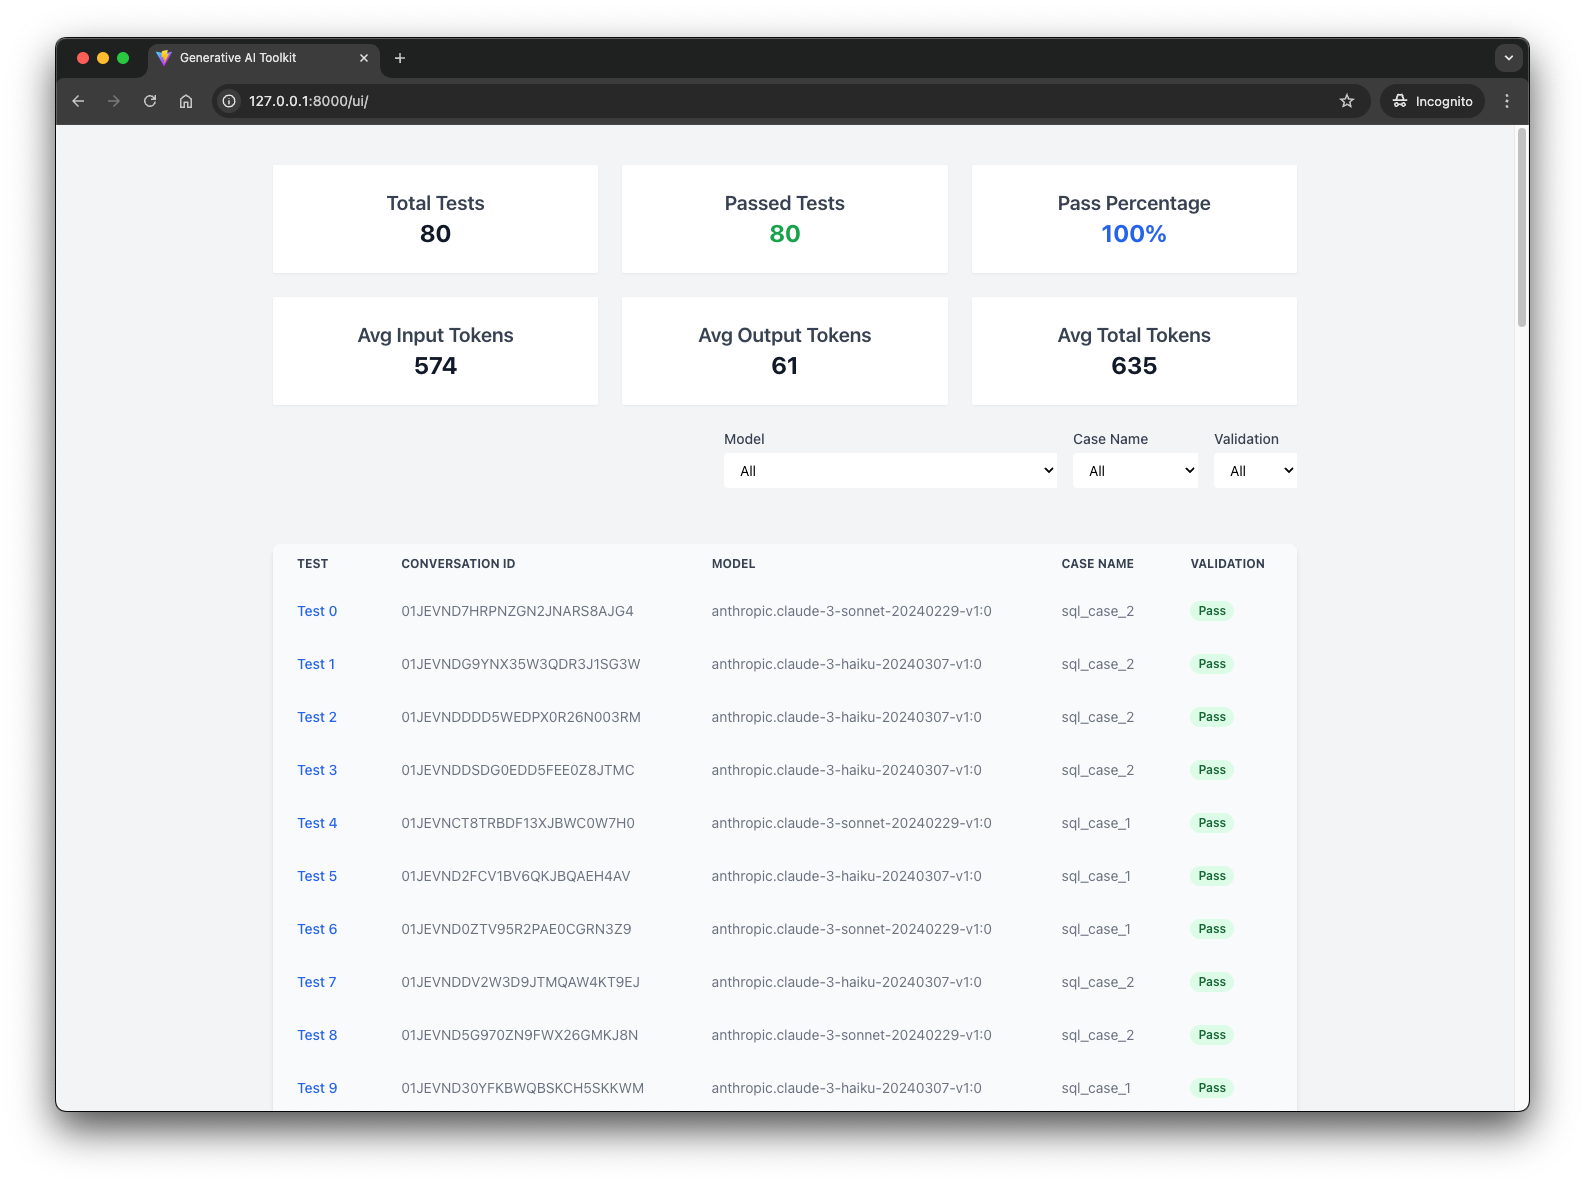 Generative AI Toolkit
127.0.0.1:8000/ui/
Incognito
Total Tests
80
Passed Tests
80
Pass Percentage
100%
Avg Input Tokens
574
Avg Output Tokens
61
Avg Total Tokens
635
Model
All
Case Name
All
Validation
All
TEST CONVERSATION ID MODEL CASE NAME VALIDATION
Test 0 01JEVND7HRPNZGN2JNARS8AJG4 anthropic.claude-3-sonnet-20240229-v1:0 sql_case_2 Pass
Test 1 01JEVNDG9YNX35W3QDR3J1SG3W anthropic.claude-3-haiku-20240307-v1:0 sql_case_2 Pass
Test 2 01JEVNDDDD5WEDPX0R26N003RM anthropic.claude-3-haiku-20240307-v1:0 sql_case_2 Pass
Test 3 01JEVNDDSDG0EDD5FEE0Z8JTMC anthropic.claude-3-haiku-20240307-v1:0 sql_case_2 Pass
Test 4 01JEVNCT8TRBDF13XJBWC0W7H0 anthropic.claude-3-sonnet-20240229-v1:0 sql_case_1 Pass
Test 5 01JEVND2FCV1BV6QKJBQAEH4AV anthropic.claude-3-haiku-20240307-v1:0 sql_case_1 Pass
Test 6 01JEVND0ZTV95R2PAE0CGRN3Z9 anthropic.claude-3-sonnet-20240229-v1:0 sql_case_1 Pass
Test 7 01JEVNDDV2W3D9JTMQAW4KT9EJ anthropic.claude-3-haiku-20240307-v1:0 sql_case_2 Pass
Test 8 01JEVND5G970ZN9FWX26GMKJ8N anthropic.claude-3-sonnet-20240229-v1:0 sql_case_2 Pass
Test 9 01JEVND30YFKBWQBSKCH5SKKWM anthropic.claude-3-haiku-20240307-v1:0 sql_case_1 Pass